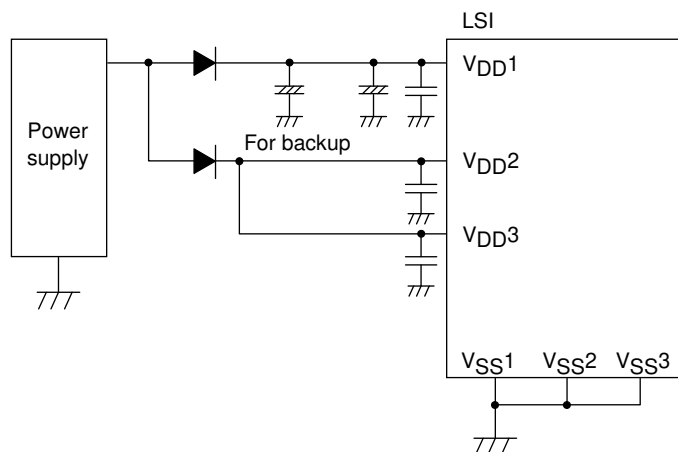 LSI
VDD1
Power
supply
For backup
VDD2
VDD3
VSS1 VSS2 VSS3